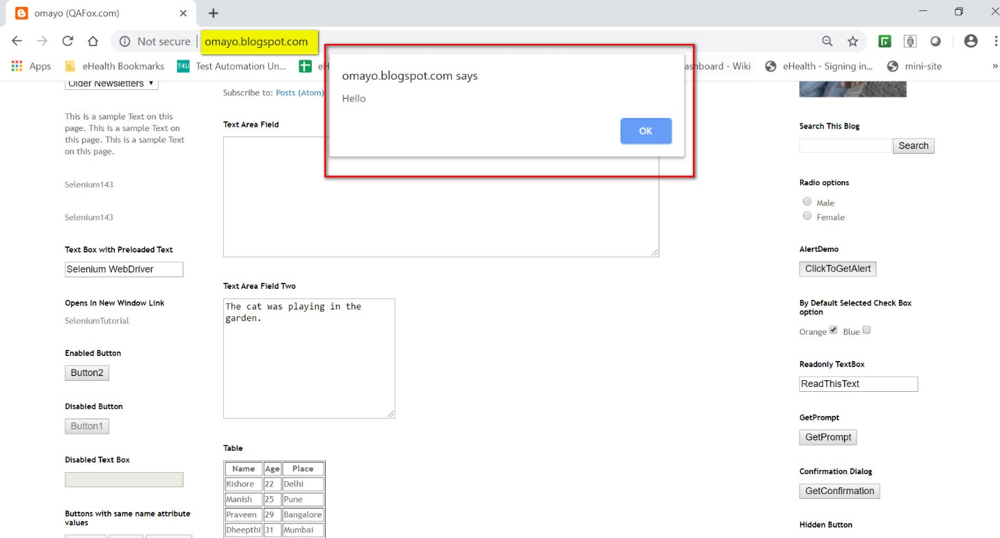 omayo (QAFox.com)
Not secure
omayo.blogspot.com
Apps
eHealth Bookmarks
TKU
Test Automation Un...
eH
ashboard - Wiki
eHealth - Signing in...
mini-site
»
omayo.blogspot.com says
Hello
OK
Older Newsletters
This is a sample Text on this
page. This is a sample Text on
this page. This is a sample Text
on this page.
Selenium143
Selenium143
Text Box with Preloaded Text
Selenium WebDriver
Opens In New Window Link
SeleniumTutorial
Enabled Button
Button2
Disabled Button
Button1
Disabled Text Box
Buttons with same name attribute
values
Subscribe to: Posts (Atom)
Text Area Field
Text Area Field Two
The cat was playing in the
garden.
Table
Name Age Place
Kishore 22 Delhi
Manish 25 Pune
Praveen 29 Bangalore
Dheepthi 31 Mumbai
Search This Blog
Search
Radio options
Male
Female
AlertDemo
ClickToGetAlert
By Default Selected Check Box
option
Orange Blue
Readonly TextBox
ReadThisText
GetPrompt
GetPrompt
Confirmation Dialog
GetConfirmation
Hidden Button